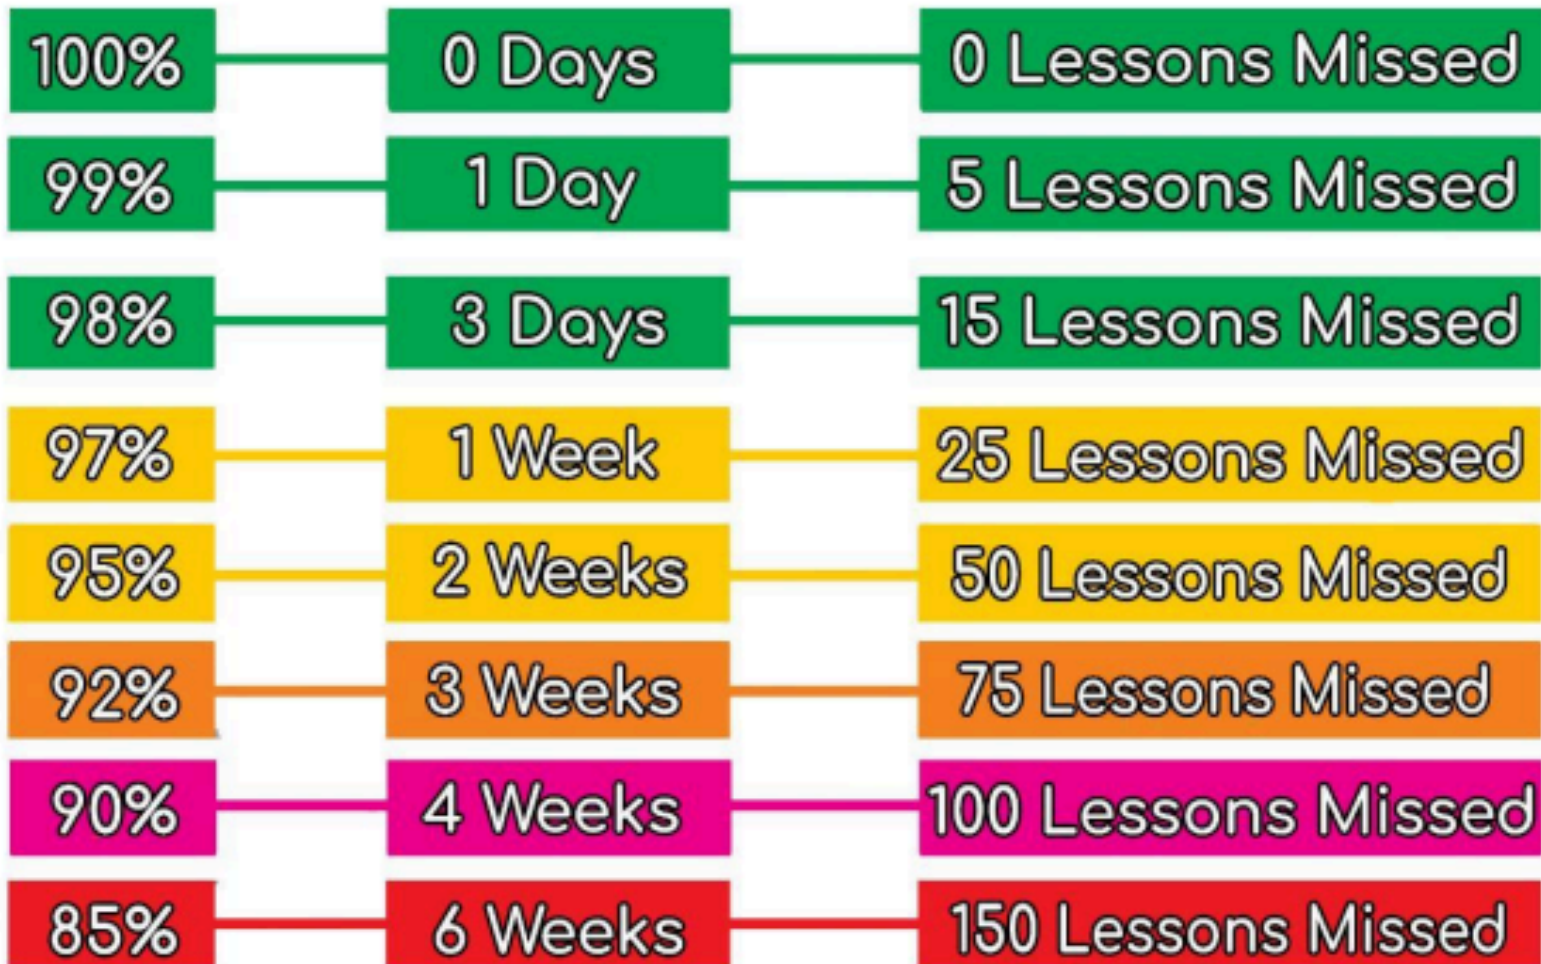 100% 0 Days 0 Lessons Missed
99% 1 Day 5 Lessons Missed
98% 3 Days 15 Lessons Missed
97% 1 Week 25 Lessons Missed
95% 2 Weeks 50 Lessons Missed
92% 3 Weeks 75 Lessons Missed
90% 4 Weeks 100 Lessons Missed
85% 6 Weeks 150 Lessons Missed